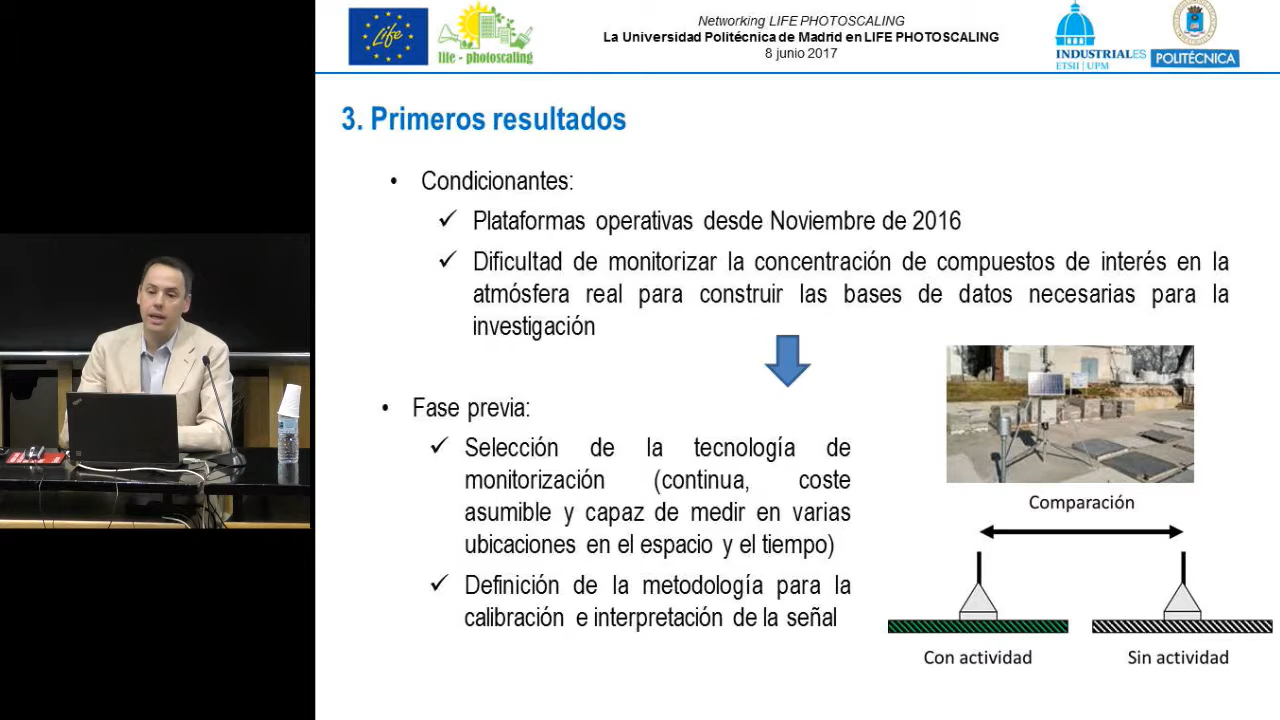 Life
life - photoscaling
Networking LIFE PHOTOSCALING
La Universidad Politécnica de Madrid en LIFE PHOTOSCALING
8 junio 2017
INDUSTRIALES
ETSII | UPM
POLITÉCNICA
3. Primeros resultados
• Condicionantes:
✓ Plataformas operativas desde Noviembre de 2016
✓ Dificultad de monitorizar la concentración de compuestos de interés en la
atmósfera real para construir las bases de datos necesarias para la
investigación
• Fase previa:
✓ Selección de la tecnología de
monitorización (continua, coste
asumible y capaz de medir en varias
ubicaciones en el espacio y el tiempo)
✓ Definición de la metodología para la
calibración e interpretación de la señal
Comparación
Con actividad
Sin actividad